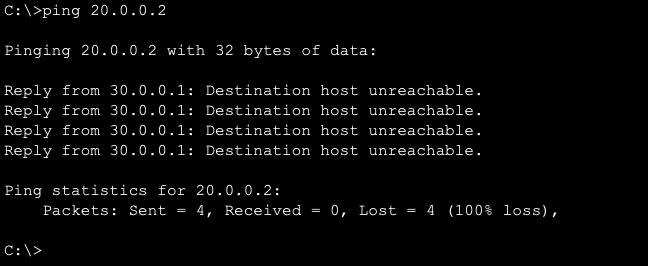 C:\>ping 20.0.0.2
Pinging 20.0.0.2 with 32 bytes of data:
Reply from 30.0.0.1: Destination host unreachable.
Reply from 30.0.0.1: Destination host unreachable.
Reply from 30.0.0.1: Destination host unreachable.
Reply from 30.0.0.1: Destination host unreachable.
Ping statistics for 20.0.0.2:
    Packets: Sent = 4, Received = 0, Lost = 4 (100% loss),
C:\>